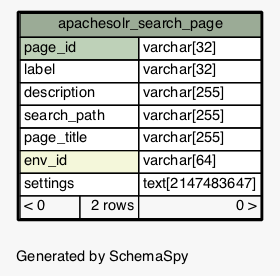 apachesolr_search_page
page_id varchar[32]
label varchar[32]
description varchar[255]
search_path varchar[255]
page_title varchar[255]
env_id varchar[64]
settings text[2147483647]
< 0 2 rows 0 >
Generated by SchemaSpy